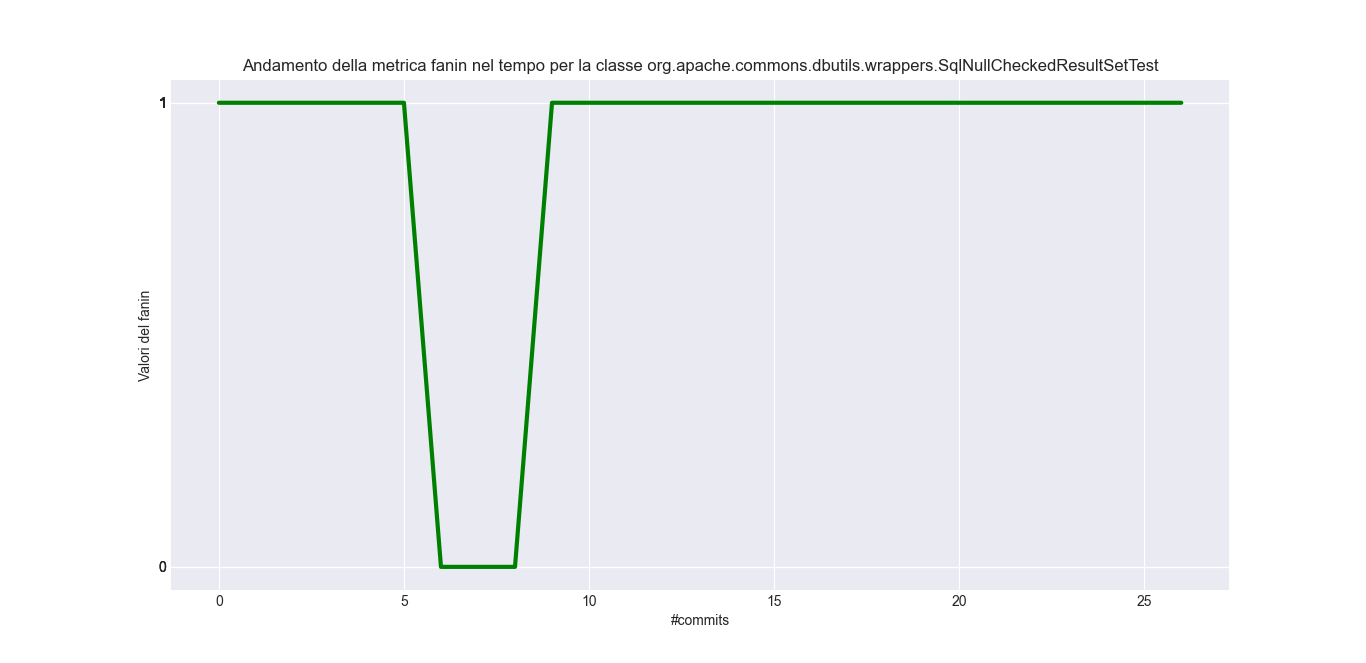 Andamento della metrica fanin nel tempo per la classe org.apache.commons.dbutils.wrappers.SqlNullCheckedResultSetTest
1
Valori del fanin
0
0 5 10 15 20 25
#commits